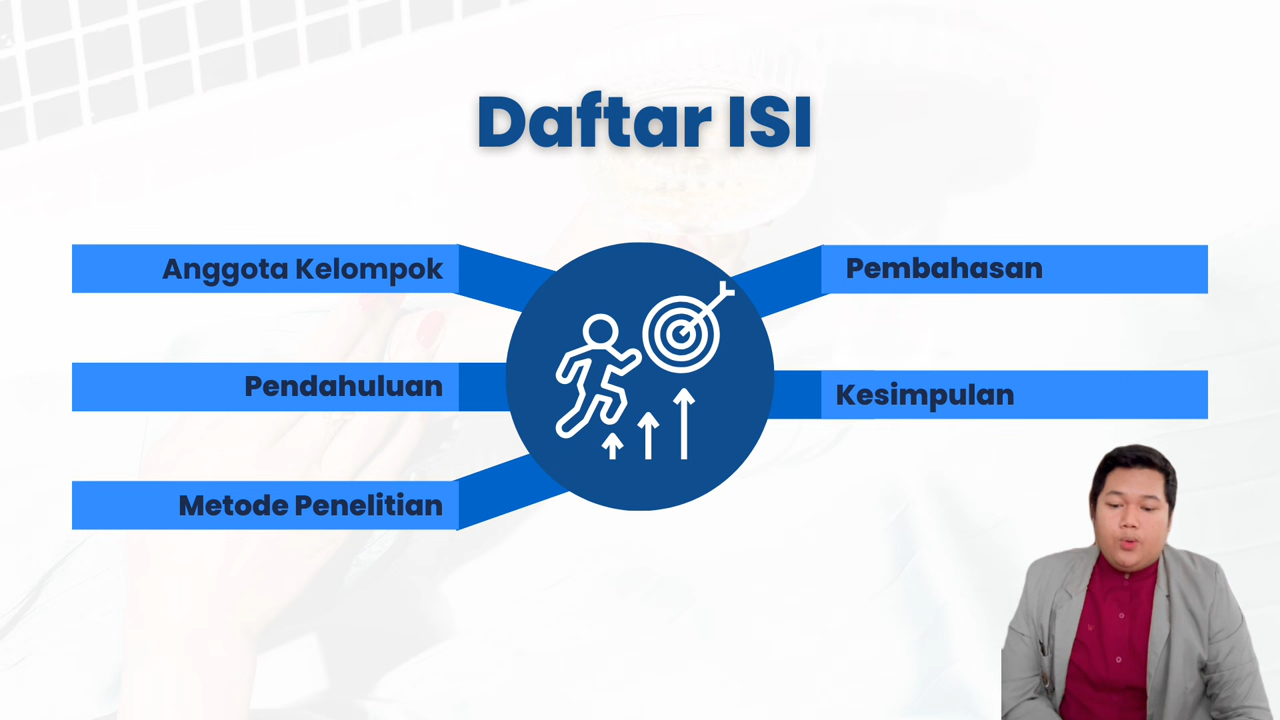 Daftar ISI
Anggota Kelompok
Pendahuluan
Metode Penelitian
Pembahasan
Kesimpulan